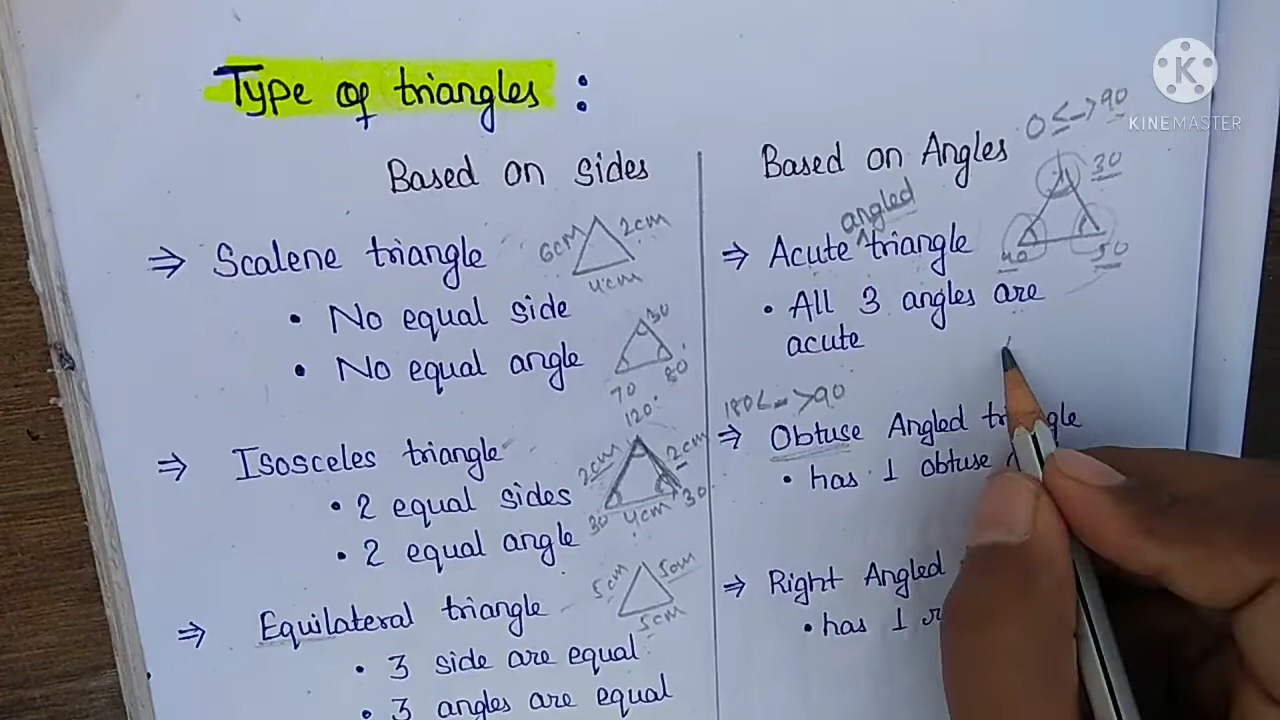 Type of triangles :
KINEMASTER
Based on sides
Scalene triangle
6cm 2cm
4cm
• No equal side
• No equal angle
30
70 80°
Isosceles triangle
120°
2cm 2cm
30 4cm 30
• 2 equal sides
• 2 equal angle
Equilateral triangle
5cm 5cm
5cm
• 3 side are equal
• 3 angles are equal
Based on Angles
0 <-> 90
⇒ Acute angled triangle
30
40 50
• All 3 angles are
acute
180<-->90
⇒ Obtuse Angled triangle
• has 1 obtuse
⇒ Right Angled
• has 1